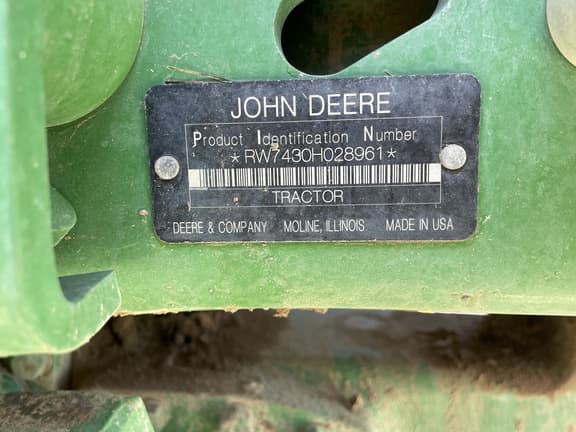 JOHN DEERE
Product Identification Number
*RW7430H028961*
TRACTOR
DEERE & COMPANY MOLINE, ILLINOIS MADE IN USA